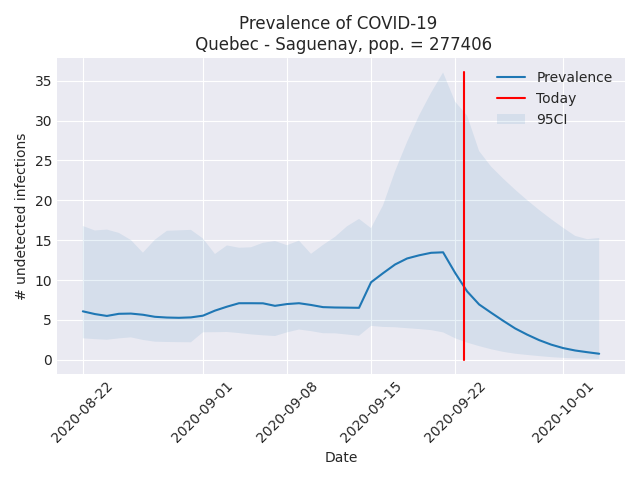 Prevalence of COVID-19
Quebec - Saguenay, pop. = 277406
# undetected infections
35
30
25
20
15
10
5
0
Prevalence
Today
95CI
2020-08-22
2020-09-01
2020-09-08
2020-09-15
2020-09-22
2020-10-01
Date